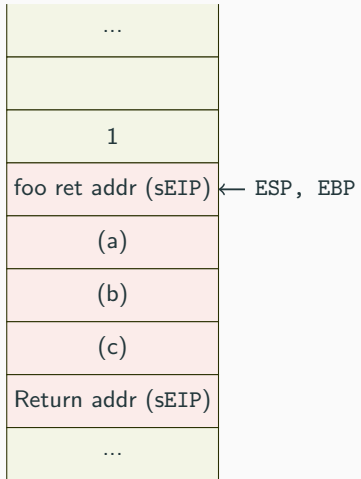 ...
1
foo ret addr (sEIP) ← ESP, EBP
(a)
(b)
(c)
Return addr (sEIP)
...